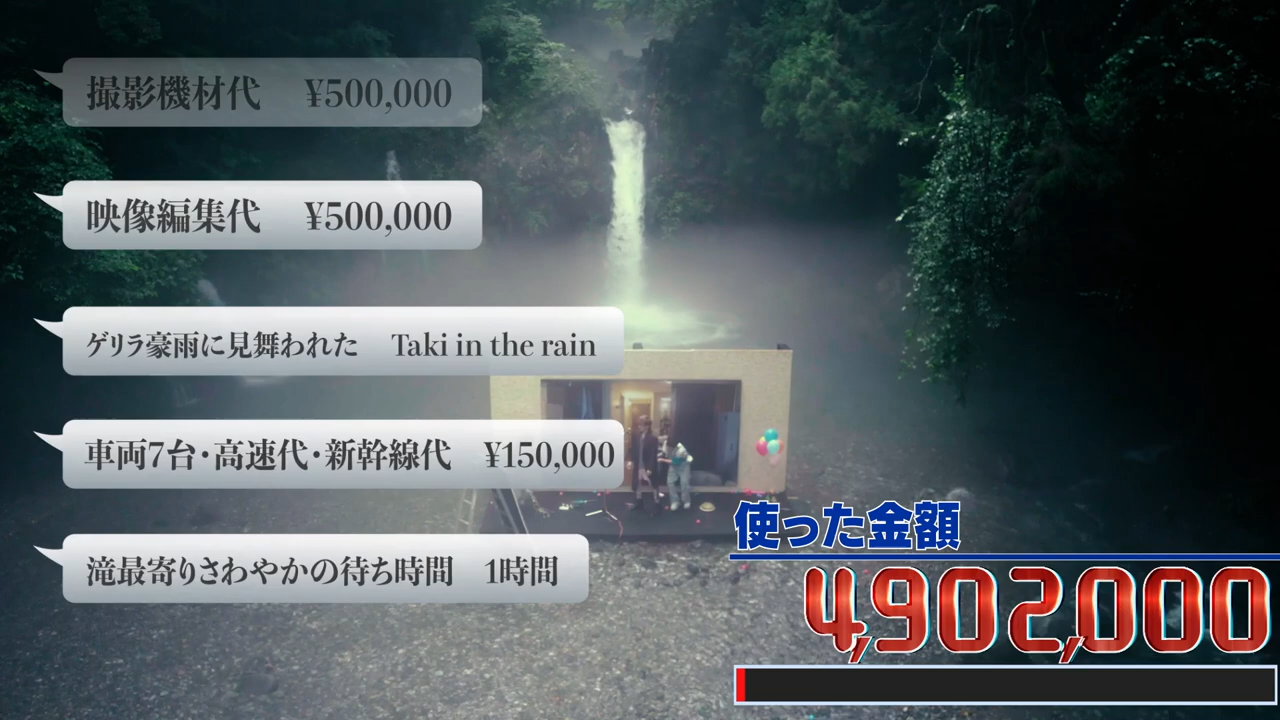 撮影機材代 ¥500,000
映像編集代 ¥500,000
ゲリラ豪雨に見舞われた Taki in the rain
車両7台・高速代・新幹線代 ¥150,000
滝最寄りさわやかの待ち時間 1時間
使った金額
4,902,000